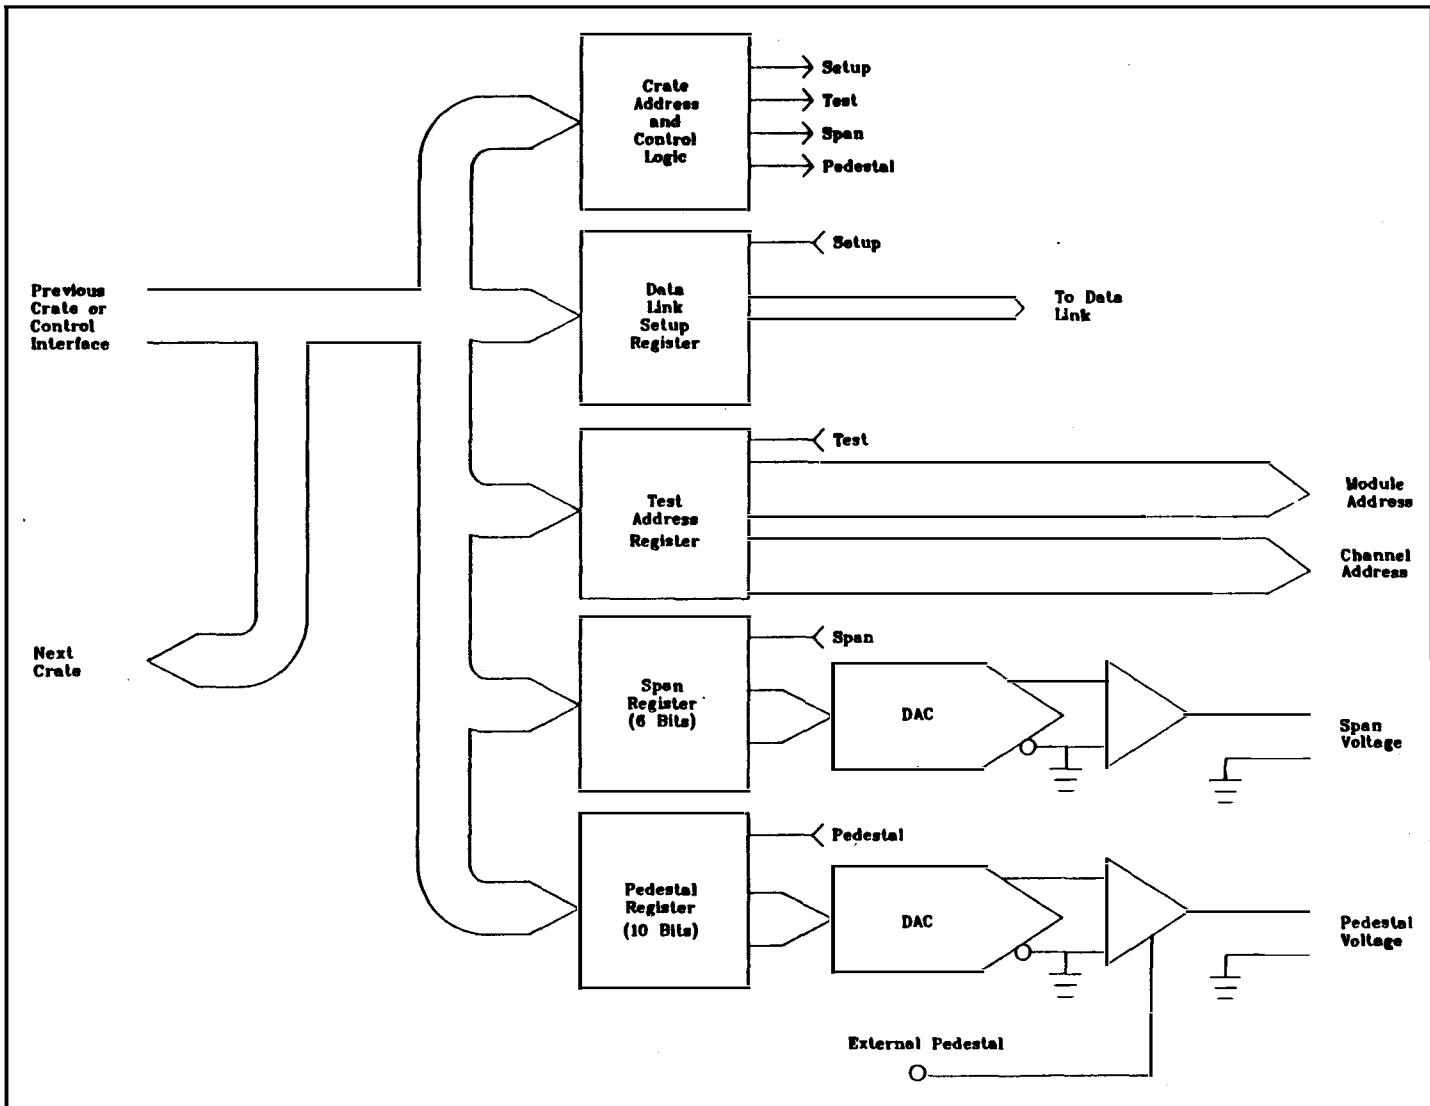 Crate
Address
and
Control
Logic
Setup
Test
Span
Pedestal
Previous
Crate or
Control
Interface
Data
Link
Setup
Register
Setup
To Data
Link
Test
Address
Register
Test
Module
Address
Channel
Address
Next
Crate
Span
Register
(6 Bits)
Span
DAC
Span
Voltage
Pedestal
Register
(10 Bits)
Pedestal
DAC
Pedestal
Voltage
External Pedestal